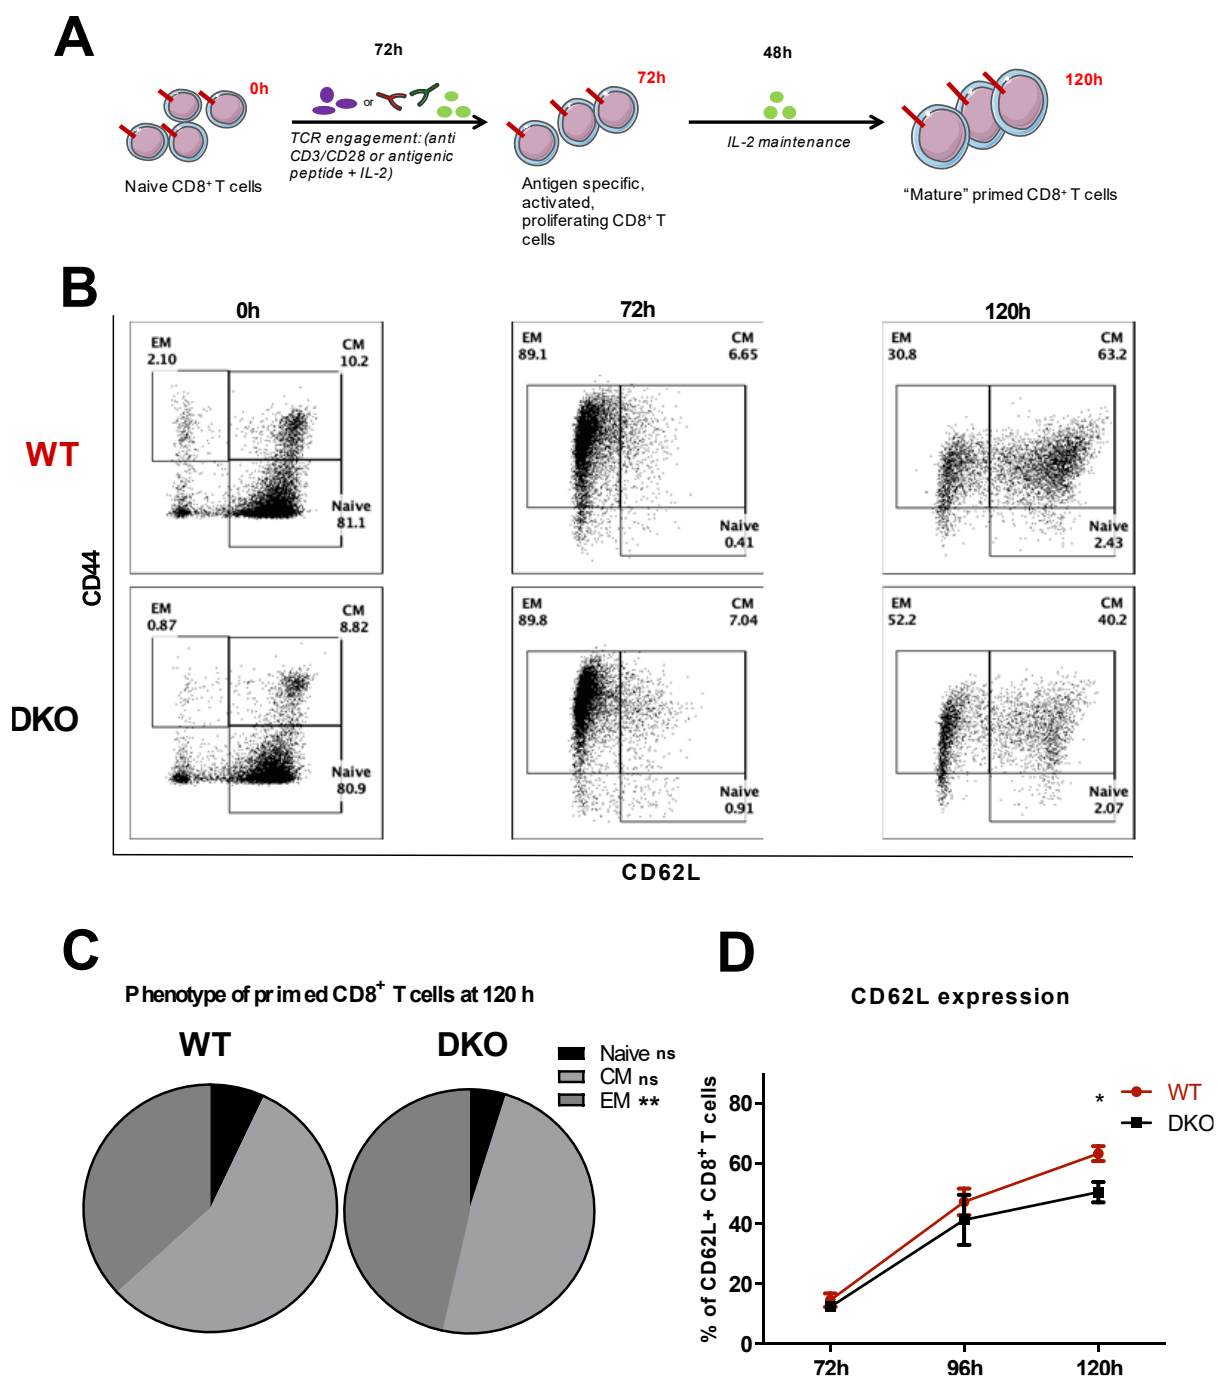 A
72h
48h
0h
72h
120h
or
TCR engagement: (anti
CD3/CD28 or antigenic
peptide + IL-2)
IL-2 maintenance
Naive CD8+ T cells
Antigen specific,
activated,
proliferating CD8+ T
cells
“Mature” primed CD8+ T cells
B
0h
72h
120h
WT
EM
2.10
CM
10.2
Naive
81.1
EM
89.1
CM
6.65
Naive
0.41
EM
30.8
CM
63.2
Naive
2.43
CD44
DKO
EM
0.87
CM
8.82
Naive
80.9
EM
89.8
CM
7.04
Naive
0.91
EM
52.2
CM
40.2
Naive
2.07
CD62L
C
Phenotype of primed CD8+ T cells at 120 h
WT
DKO
Naive ns
CM ns
EM **
D
CD62L expression
% of CD62L+ CD8+ T cells
80
60
40
20
0
72h
96h
120h
*
WT
DKO